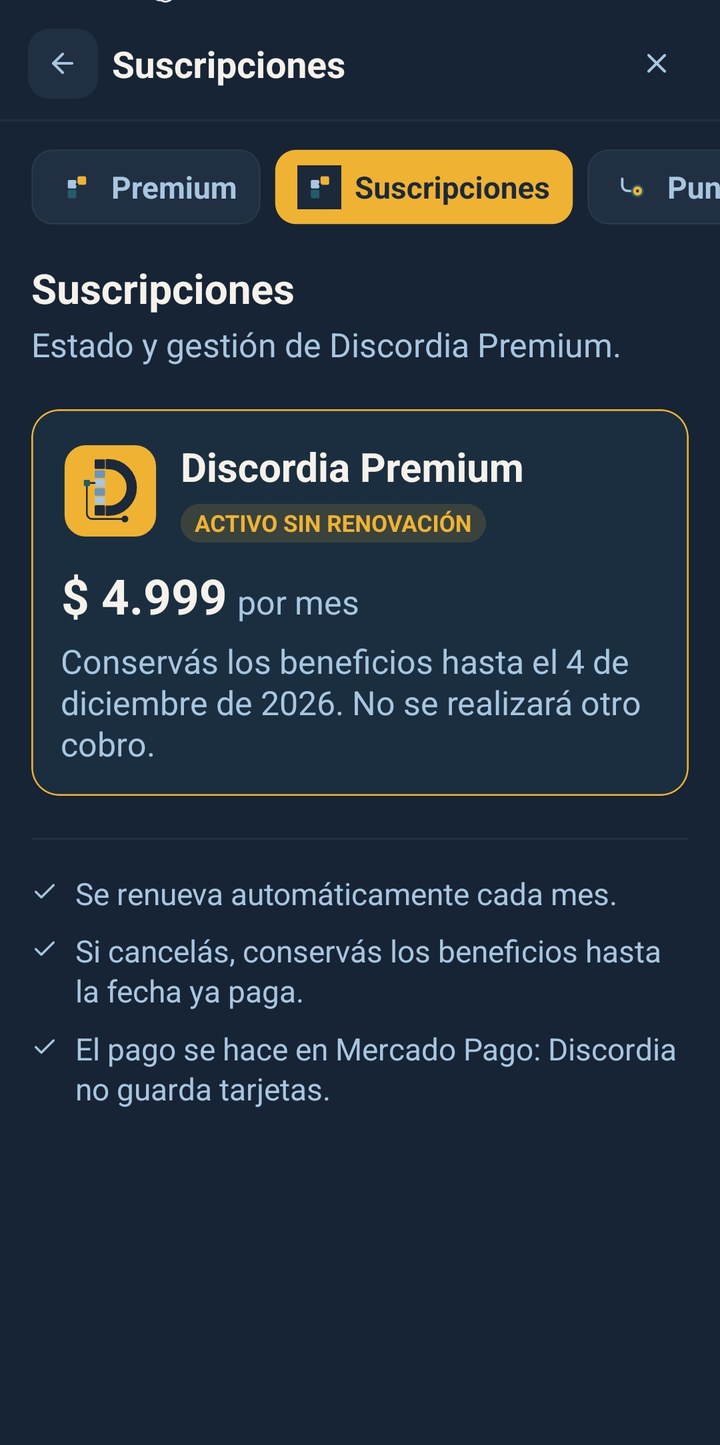 Suscripciones
Premium
Suscripciones
Pun
Suscripciones
Estado y gestión de Discordia Premium.
Discordia Premium
ACTIVO SIN RENOVACIÓN
$ 4.999 por mes
Conservás los beneficios hasta el 4 de
diciembre de 2026. No se realizará otro
cobro.
Se renueva automáticamente cada mes.
Si cancelás, conservás los beneficios hasta
la fecha ya paga.
El pago se hace en Mercado Pago: Discordia
no guarda tarjetas.